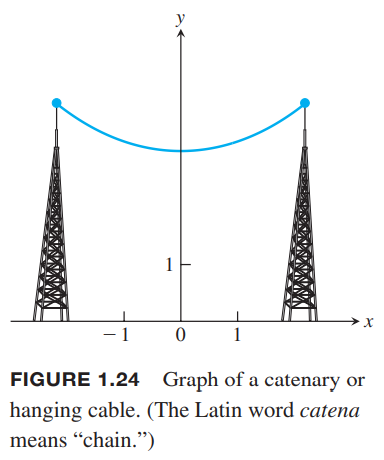 y
1
x
– 1 0 1
FIGURE 1.24 Graph of a catenary or
hanging cable. (The Latin word catena
means “chain.”)